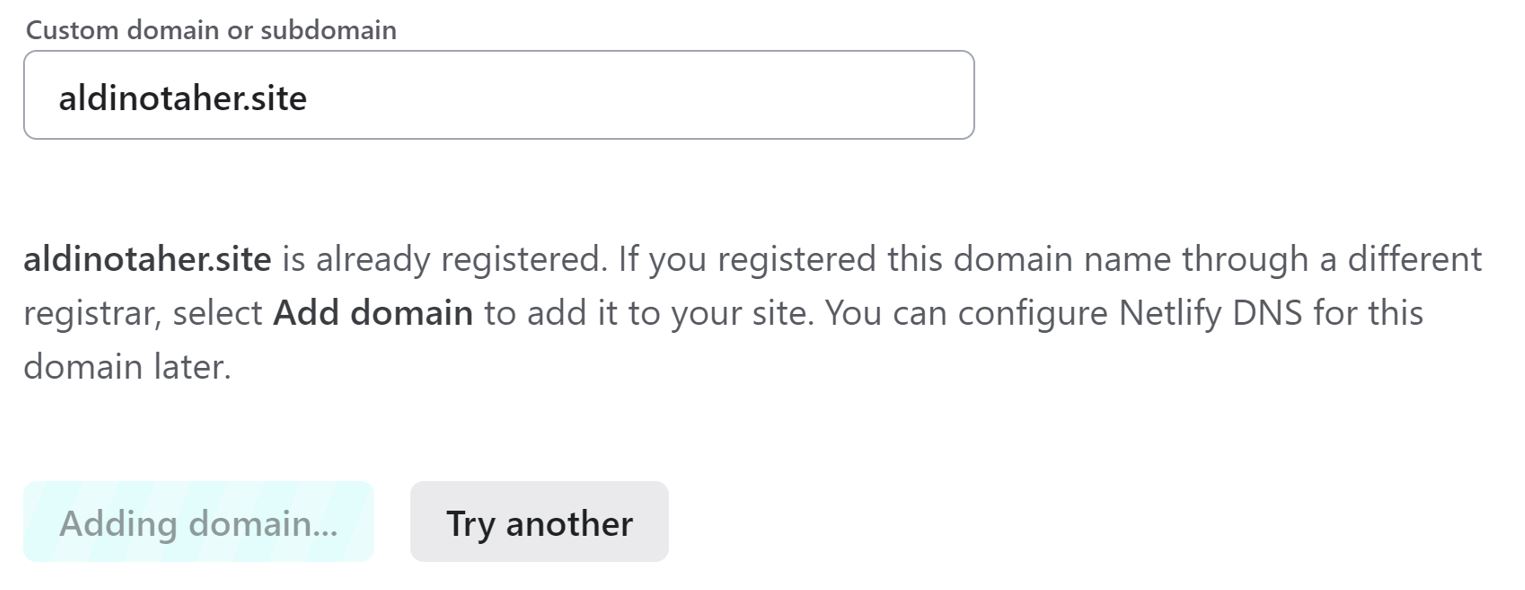 Custom domain or subdomain
aldinotaher.site
aldinotaher.site is already registered. If you registered this domain name through a different
registrar, select Add domain to add it to your site. You can configure Netlify DNS for this
domain later.
Adding domain...
Try another